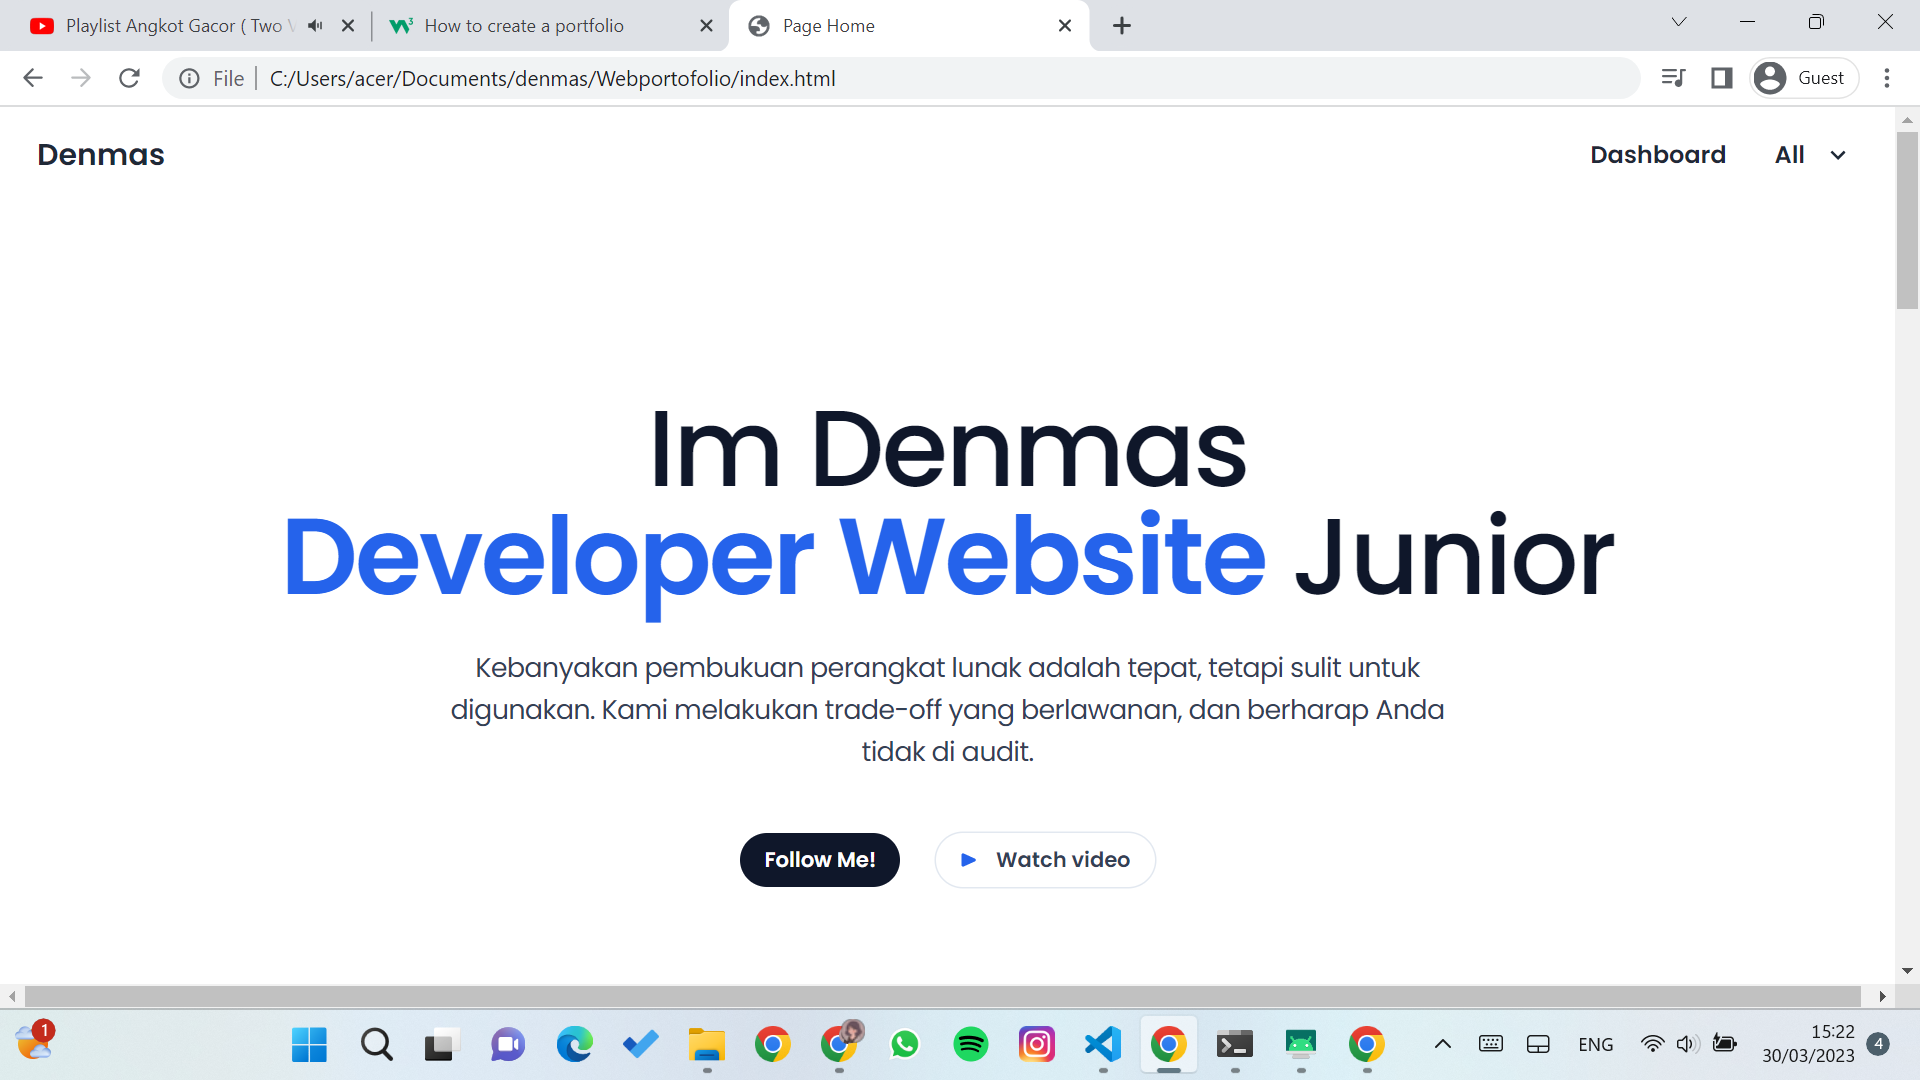 Playlist Angkot Gacor ( Two
How to create a portfolio
Page Home
File
C:/Users/acer/Documents/denmas/Webportofolio/index.html
Guest
Denmas
Dashboard
All
Im Denmas
Developer Website Junior
Kebanyakan pembukuan perangkat lunak adalah tepat, tetapi sulit untuk
digunakan. Kami melakukan trade-off yang berlawanan, dan berharap Anda
tidak di audit.
Follow Me!
Watch video
1
ENG
15:22
30/03/2023
4